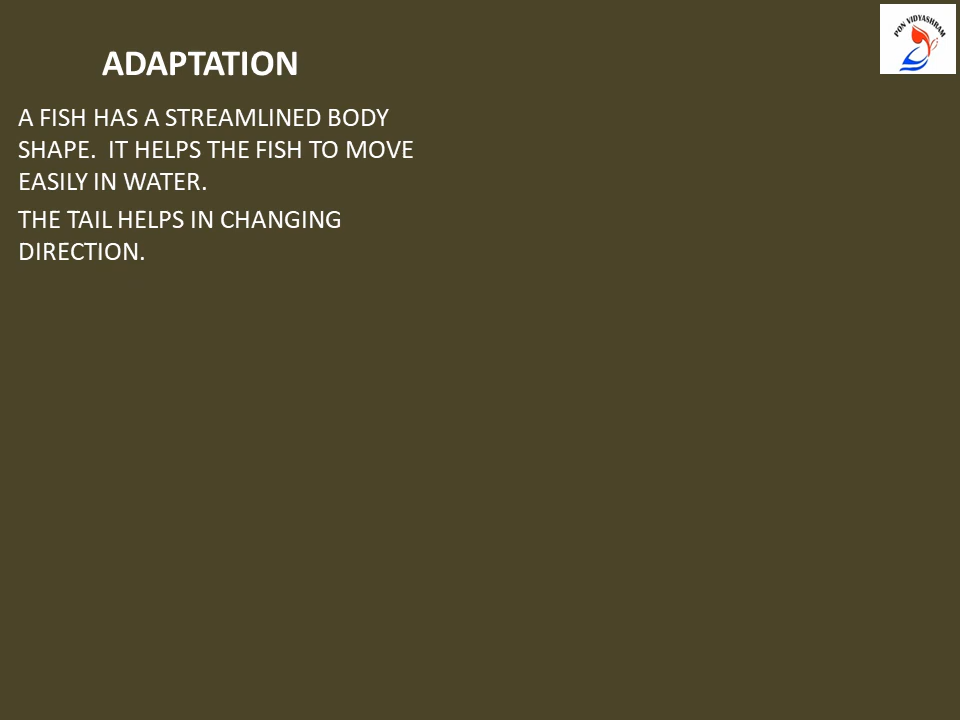 PON VIDYASHRAM
ADAPTATION
A FISH HAS A STREAMLINED BODY
SHAPE.  IT HELPS THE FISH TO MOVE
EASILY IN WATER.
THE TAIL HELPS IN CHANGING
DIRECTION.